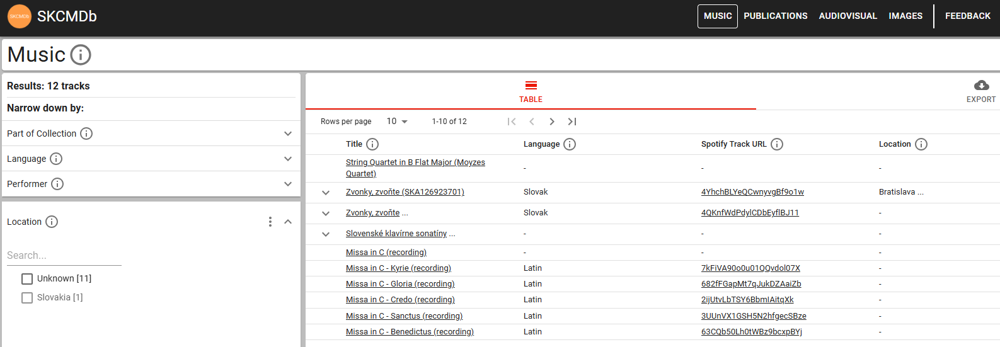 SKCMDb SKCMDb MUSIC PUBLICATIONS AUDIOVISUAL IMAGES FEEDBACK
Music
Results: 12 tracks
Narrow down by:
Part of Collection
Language
Performer
Location
Search...
Unknown [11]
Slovakia [1]
TABLE EXPORT
Rows per page 10 1-10 of 12
Title Language Spotify Track URL Location
String Quartet in B Flat Major (Moyzes
Quartet) - - -
Zvonky, zvoňte (SKA126923701) Slovak 4YhchBLYeQCwnyvgBf9o1w Bratislava ...
Zvonky, zvoňte ... Slovak 4QKnfWdPdylCDbEyflBJ11 -
Slovenské klavírne sonatíny ... - - -
Missa in C (recording) - - -
Missa in C - Kyrie (recording) Latin 7kFiVA90o0u01QQvdol07X -
Missa in C - Gloria (recording) Latin 682fFGapMt7qJukDZAaiZb -
Missa in C - Credo (recording) Latin 2ijUtvLbTSY6BbmIAitqXk -
Missa in C - Sanctus (recording) Latin 3UUnVX1GSH5N2hfgecSBze -
Missa in C - Benedictus (recording) Latin 63CQb50Lh0tWBz9bcxpBYj -